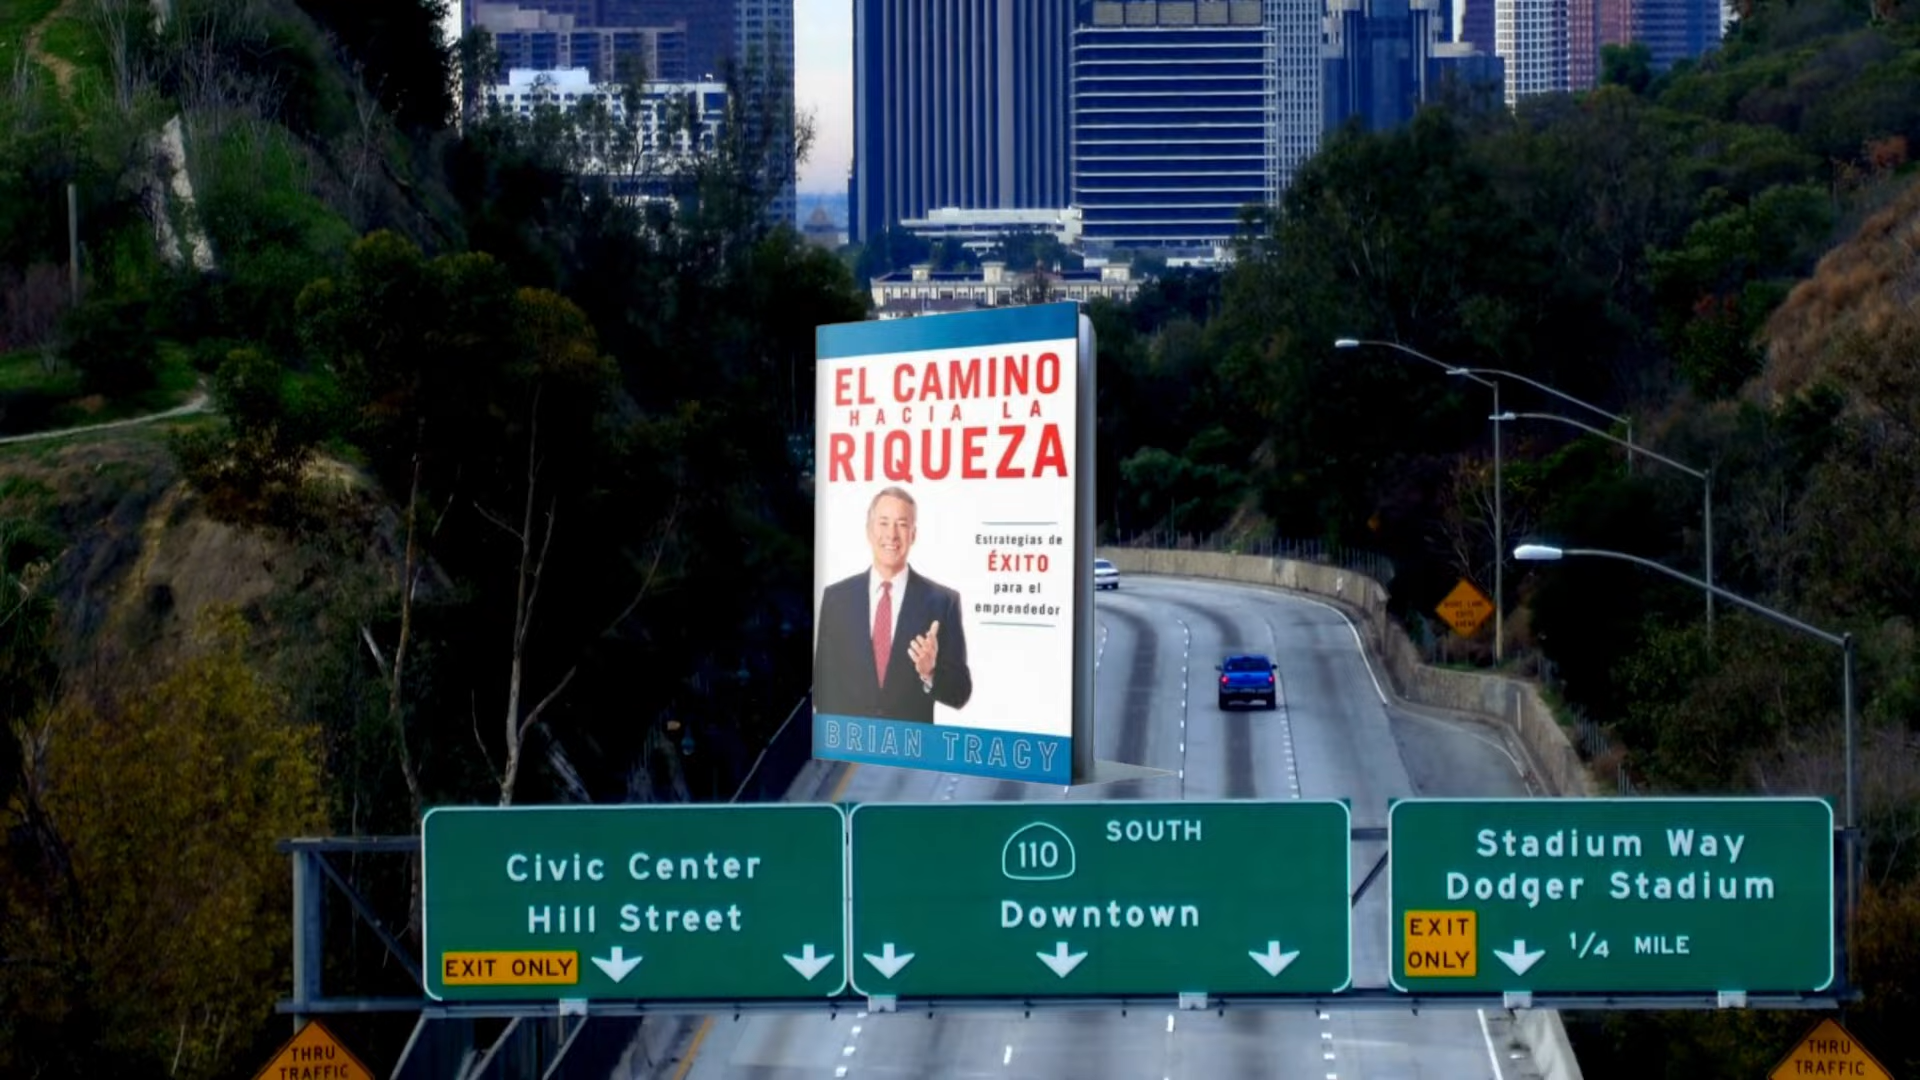 EL CAMINO
HACIA LA
RIQUEZA
Estrategias de
ÉXITO
para el
emprendedor
BRIAN TRACY
Civic Center
Hill Street
EXIT ONLY
110
SOUTH
Downtown
Stadium Way
Dodger Stadium
EXIT
ONLY
1/4 MILE
THRU
TRAFFIC
THRU
TRAFFIC